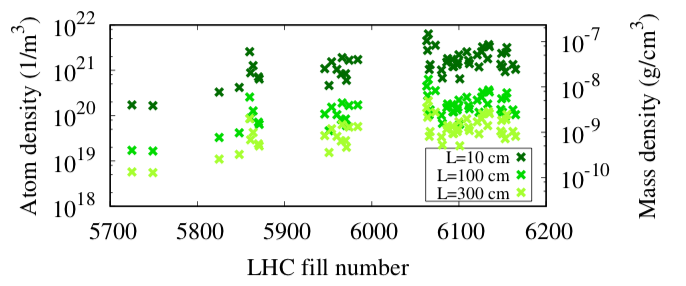 10^22
10^21
10^20
10^19
10^18
Atom density (1/m^3)
10^-7
10^-8
10^-9
10^-10
Mass density (g/cm^3)
L=10 cm
L=100 cm
L=300 cm
5700 5800 5900 6000 6100 6200
LHC fill number